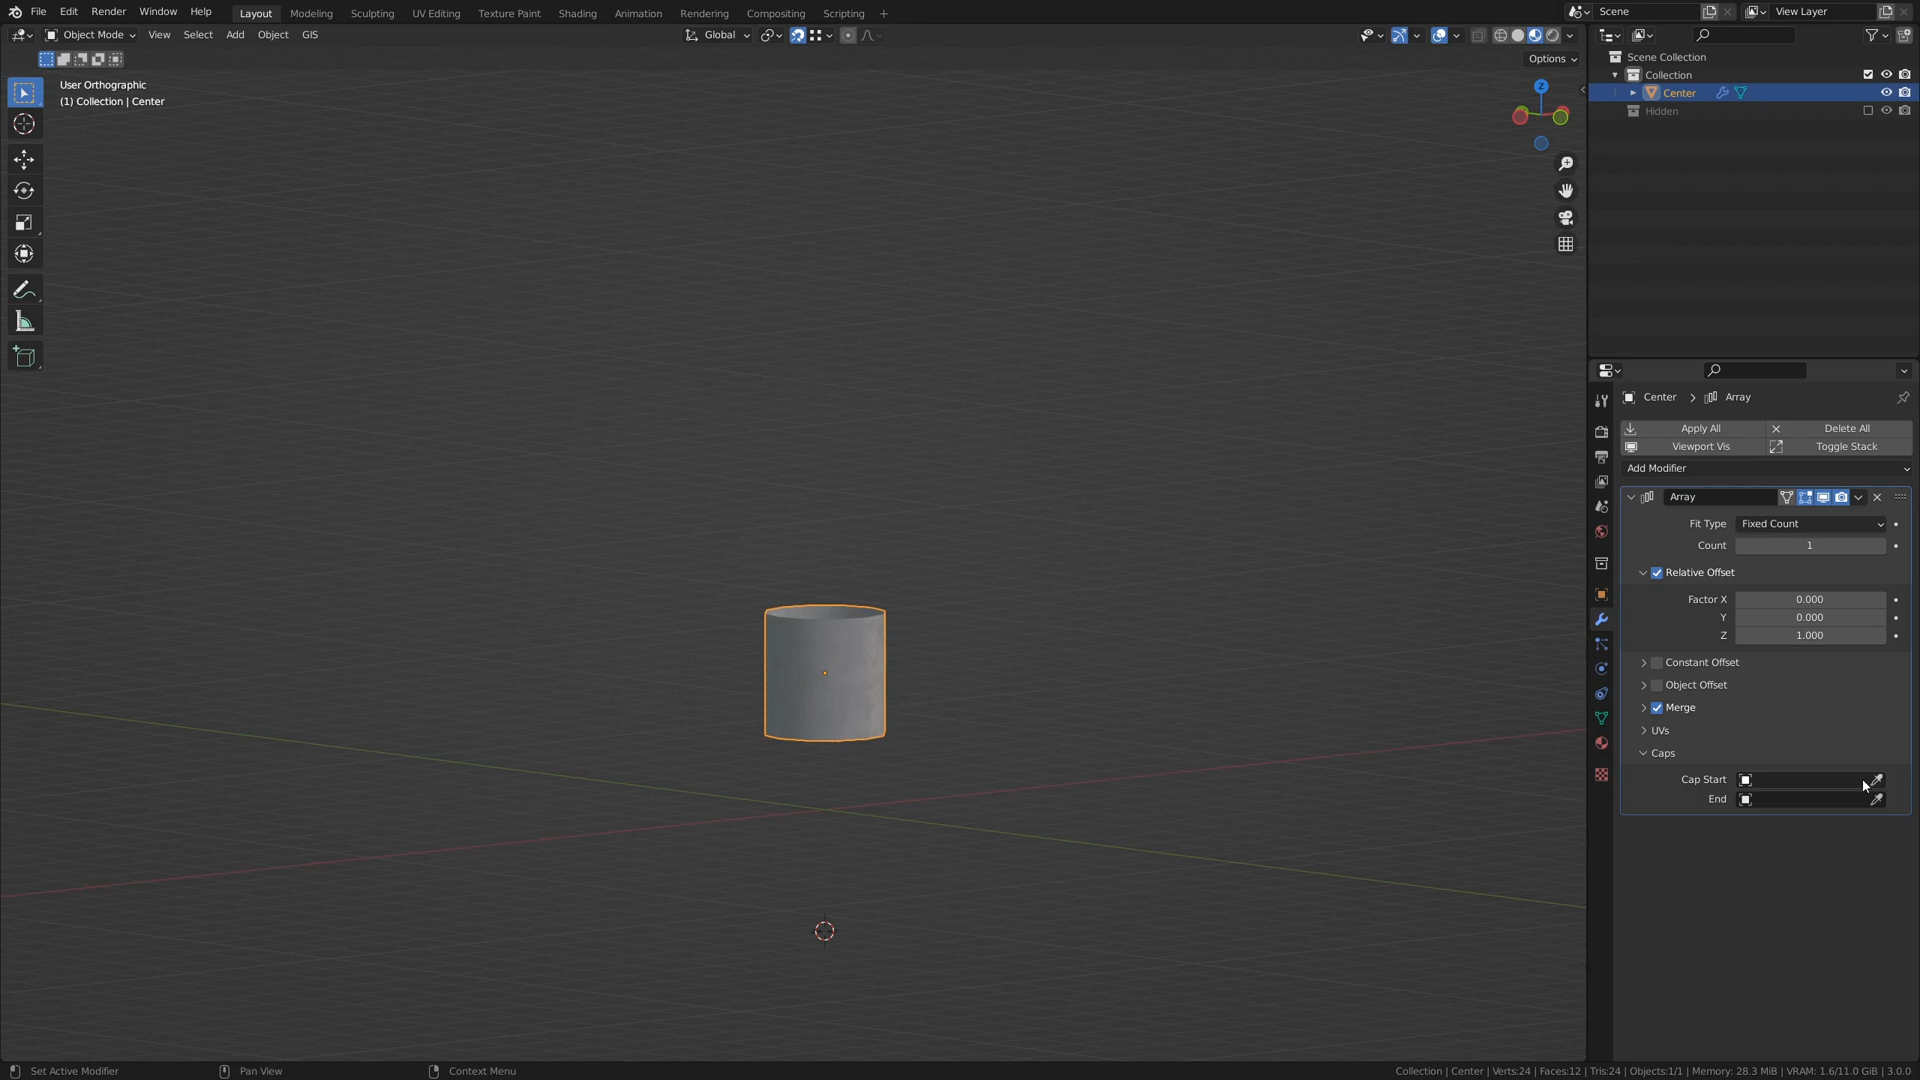 File Edit Render Window Help Layout Modeling Sculpting UV Editing Texture Paint Shading Animation Rendering Compositing Scripting + Scene View Layer
Object Mode View Select Add Object GIS Global
Options
User Orthographic
(1) Collection | Center
Z
Scene Collection
Collection
Center
Hidden
Center > Array
Apply All Delete All
Viewport Vis Toggle Stack
Add Modifier
Array
Fit Type Fixed Count
Count 1
Relative Offset
Factor X 0.000
Y 0.000
Z 1.000
Constant Offset
Object Offset
Merge
UVs
Caps
Cap Start
End
Set Active Modifier Pan View Context Menu Collection | Center | Verts:24 | Faces:12 | Tris:24 | Objects:1/1 | Memory: 28.3 MiB | VRAM: 1.6/11.0 GiB | 3.0.0